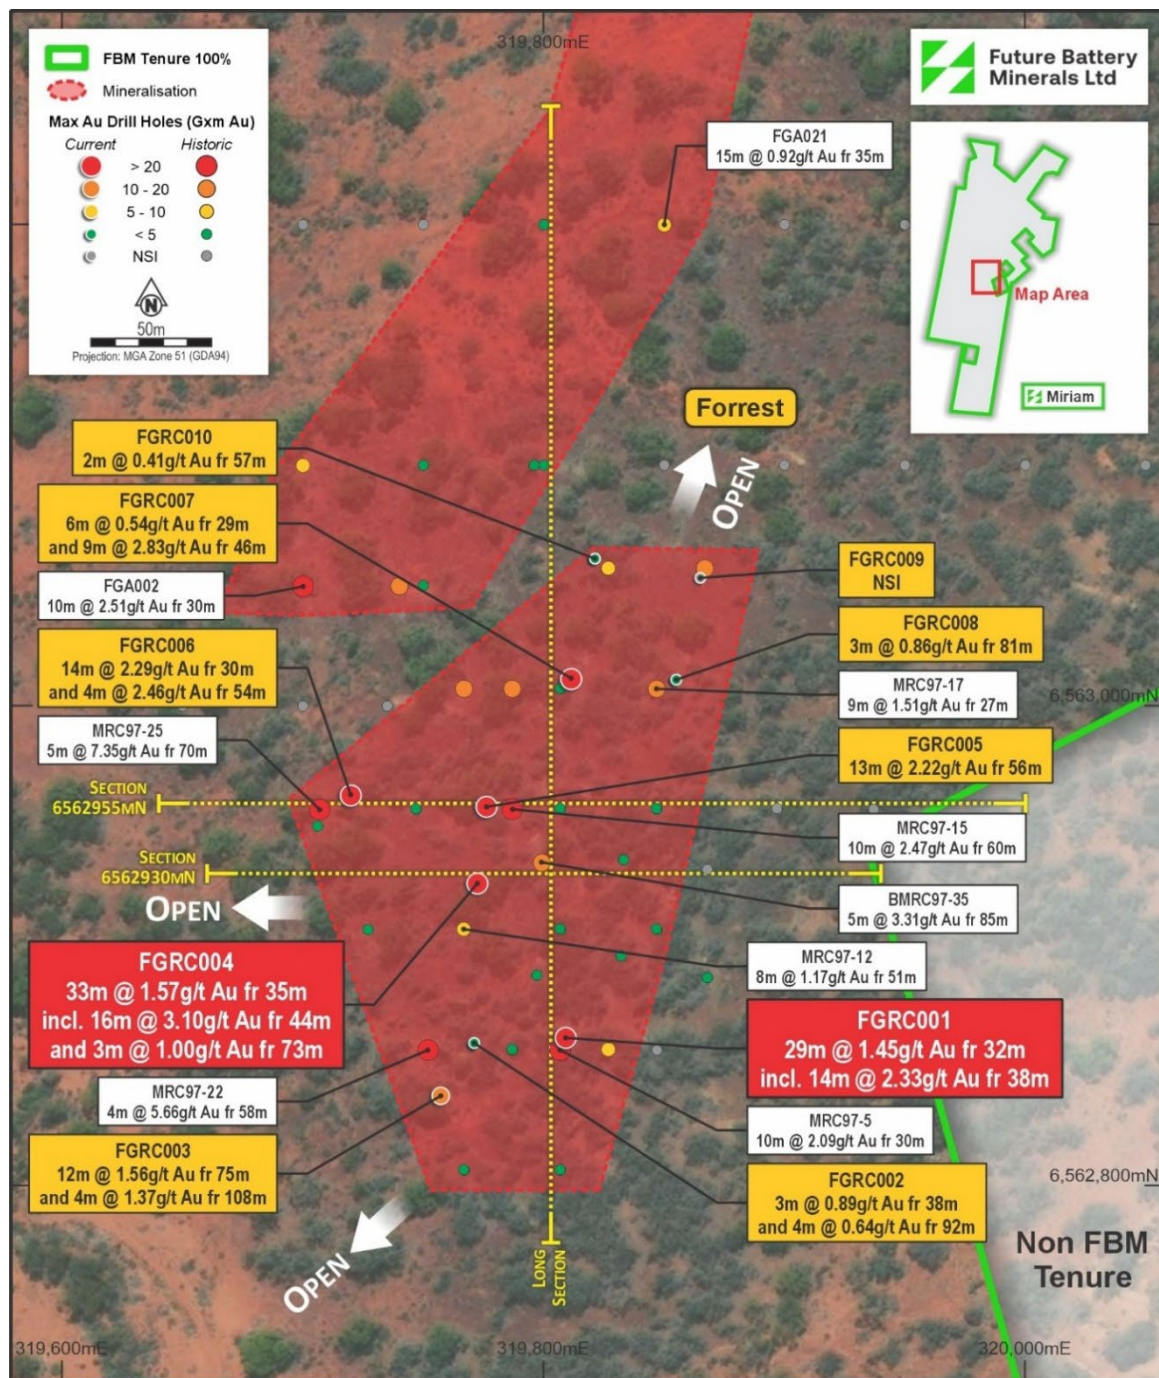 319,800mE
FBM Tenure 100%
Mineralisation
Max Au Drill Holes (Gxm Au)
Current Historic
> 20
10 - 20
5 - 10
< 5
NSI
N
50m
Projection: MGA Zone 51 (GDA94)
Future Battery
Minerals Ltd
Map Area
Miriam
FGA021
15m @ 0.92g/t Au fr 35m
Forrest
OPEN
FGRC010
2m @ 0.41g/t Au fr 57m
FGRC007
6m @ 0.54g/t Au fr 29m
and 9m @ 2.83g/t Au fr 46m
FGA002
10m @ 2.51g/t Au fr 30m
FGRC006
14m @ 2.29g/t Au fr 30m
and 4m @ 2.46g/t Au fr 54m
MRC97-25
5m @ 7.35g/t Au fr 70m
SECTION
6562955MN
SECTION
6562930MN
OPEN
FGRC004
33m @ 1.57g/t Au fr 35m
incl. 16m @ 3.10g/t Au fr 44m
and 3m @ 1.00g/t Au fr 73m
MRC97-22
4m @ 5.66g/t Au fr 58m
FGRC003
12m @ 1.56g/t Au fr 75m
and 4m @ 1.37g/t Au fr 108m
OPEN
FGRC009
NSI
FGRC008
3m @ 0.86g/t Au fr 81m
MRC97-17
9m @ 1.51g/t Au fr 27m
6,563,000mN
FGRC005
13m @ 2.22g/t Au fr 56m
MRC97-15
10m @ 2.47g/t Au fr 60m
BMRC97-35
5m @ 3.31g/t Au fr 85m
MRC97-12
8m @ 1.17g/t Au fr 51m
FGRC001
29m @ 1.45g/t Au fr 32m
incl. 14m @ 2.33g/t Au fr 38m
MRC97-5
10m @ 2.09g/t Au fr 30m
FGRC002
3m @ 0.89g/t Au fr 38m
and 4m @ 0.64g/t Au fr 92m
6,562,800mN
Non FBM
Tenure
LONG
SECTION
319,600mE
319,800mE
320,000mE